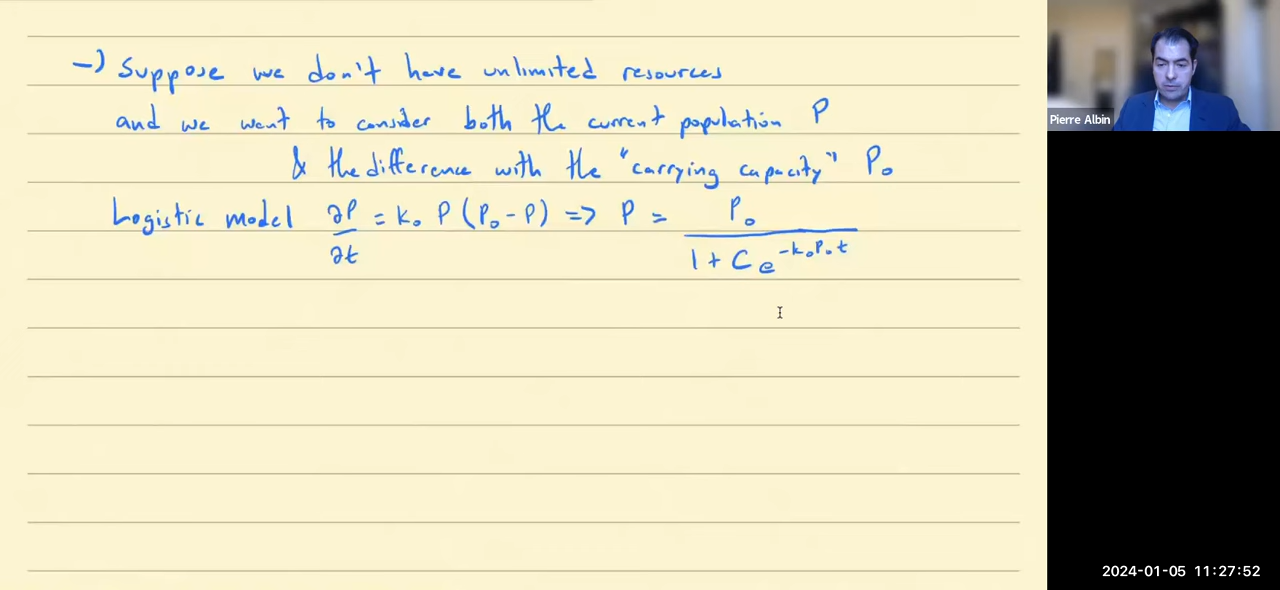 → Suppose we don't have unlimited resources
and we want to consider both the current population P
& the difference with the "carrying capacity" P₀
Logistic model ∂P/∂t = k₀ P (P₀ - P) => P = P₀ / (1 + C e^(-k₀P₀t))
Pierre Albin
2024-01-05 11:27:52